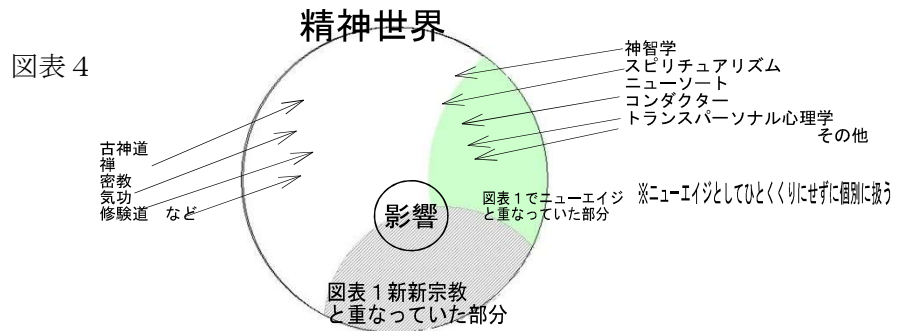 精神世界
図表４
神智学
スピリチュアリズム
ニューソート
コンダクター
トランスパーソナル心理学
その他
古神道
禅
密教
気功
修験道　など
影響
図表１でニューエイジ
と重なっていた部分
※ニューエイジとしてひとくくりにせずに個別に扱う
図表１新新宗教
と重なっていた部分